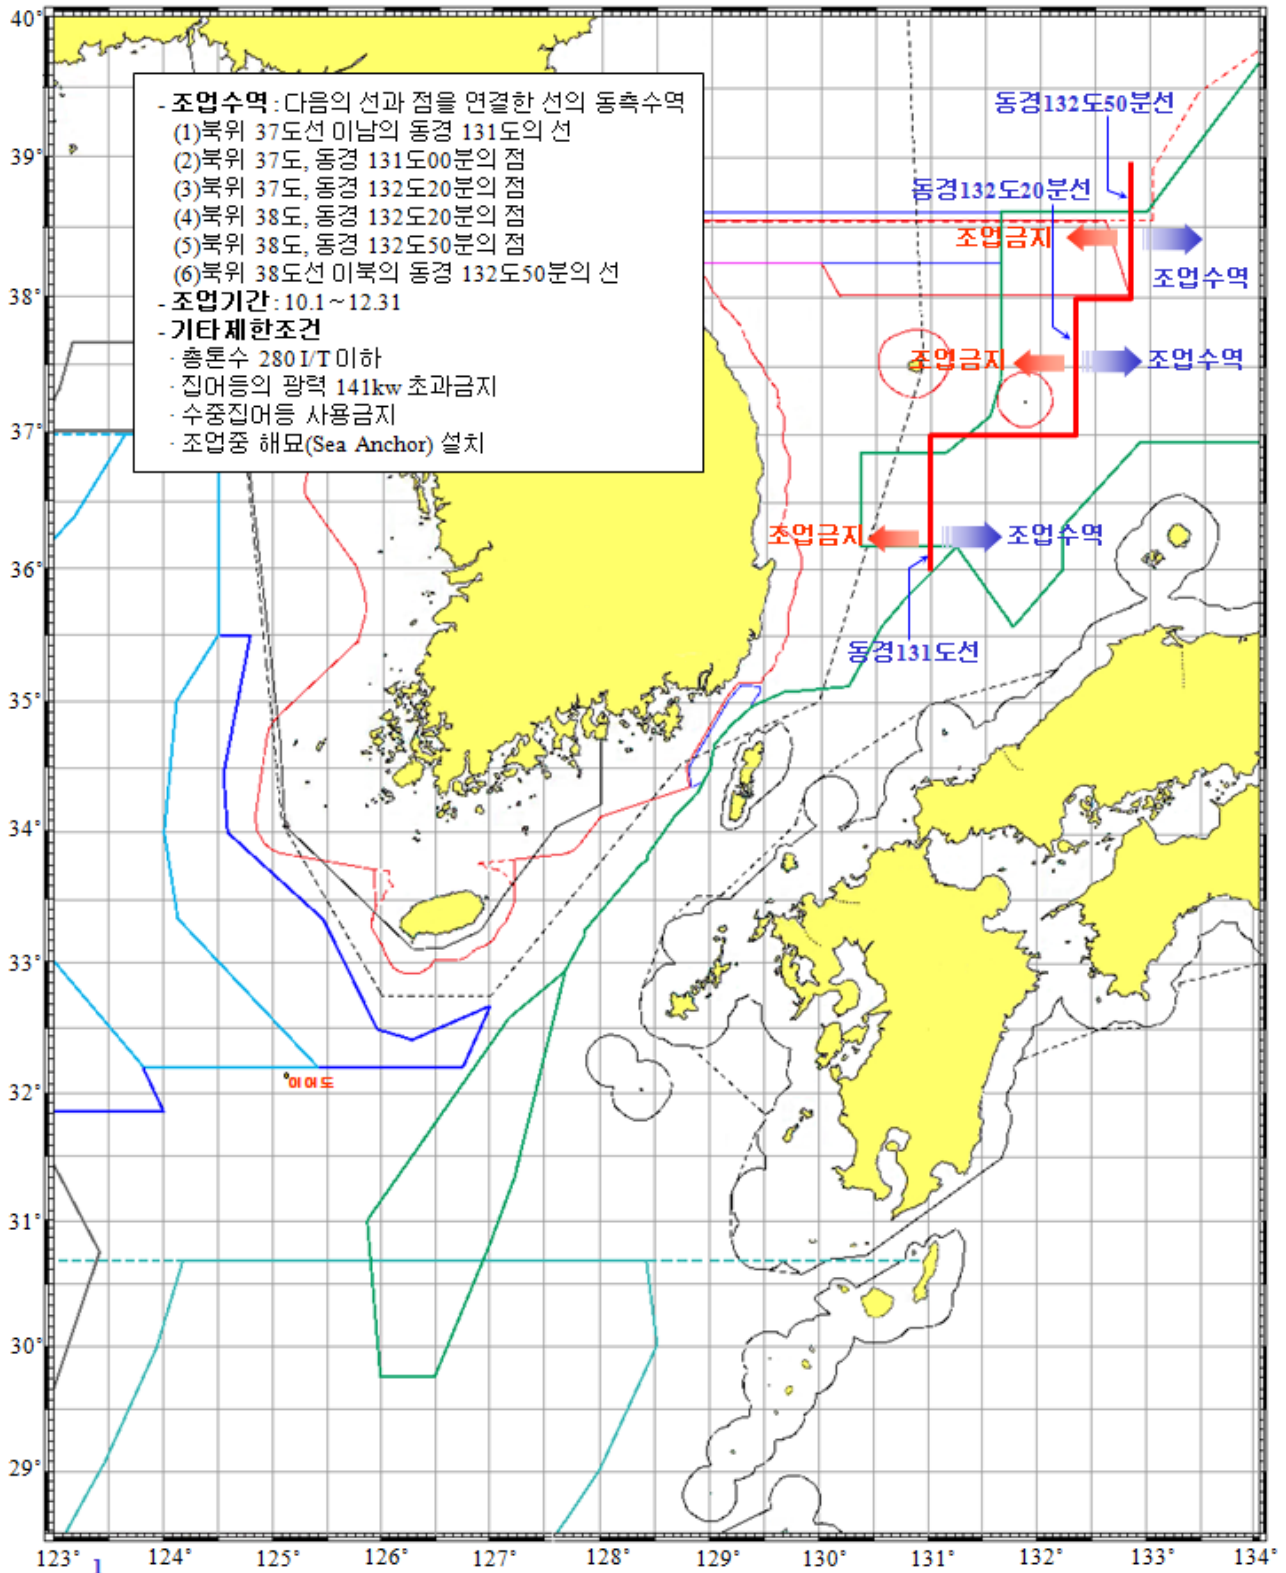 40°
- 조업수역 : 다음의 선과 점을 연결한 선의 동측수역
(1)북위 37도선 이남의 동경 131도의 선
(2)북위 37도, 동경 131도00분의 점
(3)북위 37도, 동경 132도20분의 점
(4)북위 38도, 동경 132도20분의 점
(5)북위 38도, 동경 132도50분의 점
(6)북위 38도선 이북의 동경 132도50분의 선
- 조업기간 : 10.1 ~ 12.31
- 기타제한조건
· 총톤수 280 I/T 이하
· 집어등의 광력 141kw 초과금지
· 수중집어등 사용금지
· 조업중 해묘(Sea Anchor) 설치
동경132도50분선
39°
동경132도20분선
조업금지
조업수역
38°
조업금지
조업수역
37°
조업금지
조업수역
36°
동경131도선
35°
34°
33°
이어도
32°
31°
30°
29°
123° 124° 125° 126° 127° 128° 129° 130° 131° 132° 133° 134°
1